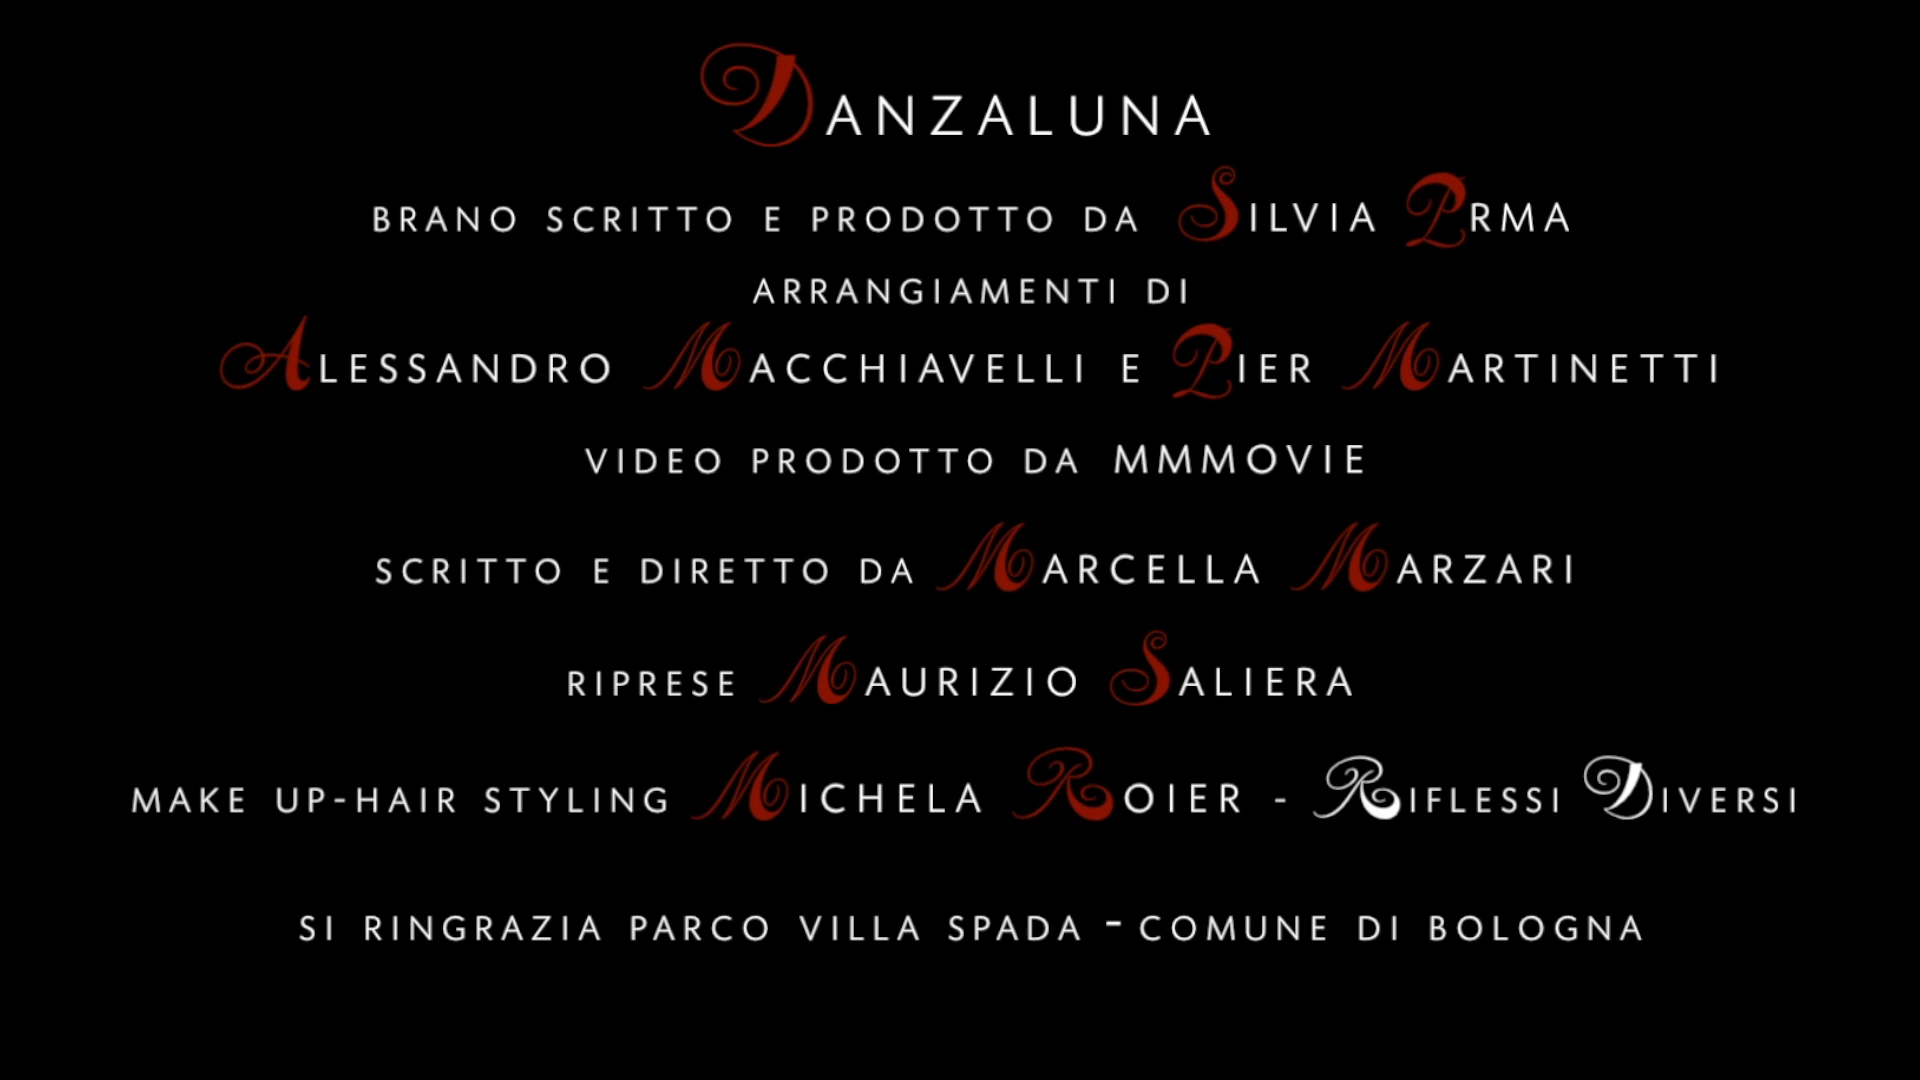 DANZALUNA
BRANO SCRITTO E PRODOTTO DA SILVIA PRMA
ARRANGIAMENTI DI
ALESSANDRO MACCHIAVELLI E PIER MARTINETTI
VIDEO PRODOTTO DA MMMOVIE
SCRITTO E DIRETTO DA MARCELLA MARZARI
RIPRESE MAURIZIO SALIERA
MAKE UP-HAIR STYLING MICHELA ROIER - RIFLESSI DIVERSI
SI RINGRAZIA PARCO VILLA SPADA - COMUNE DI BOLOGNA